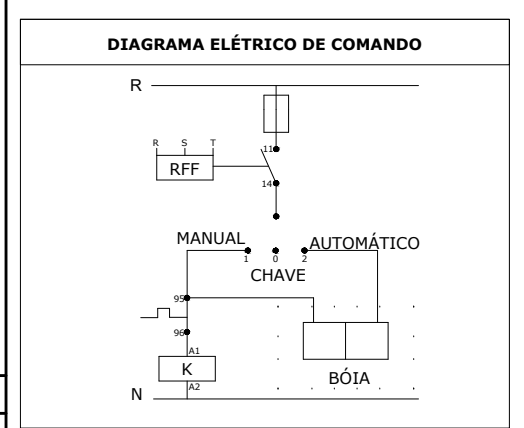 DIAGRAMA ELÉTRICO DE COMANDO
R
R S T
11
RFF
14
MANUAL AUTOMÁTICO
1 0 2
CHAVE
95
96
A1
K
BÓIA
A2
N